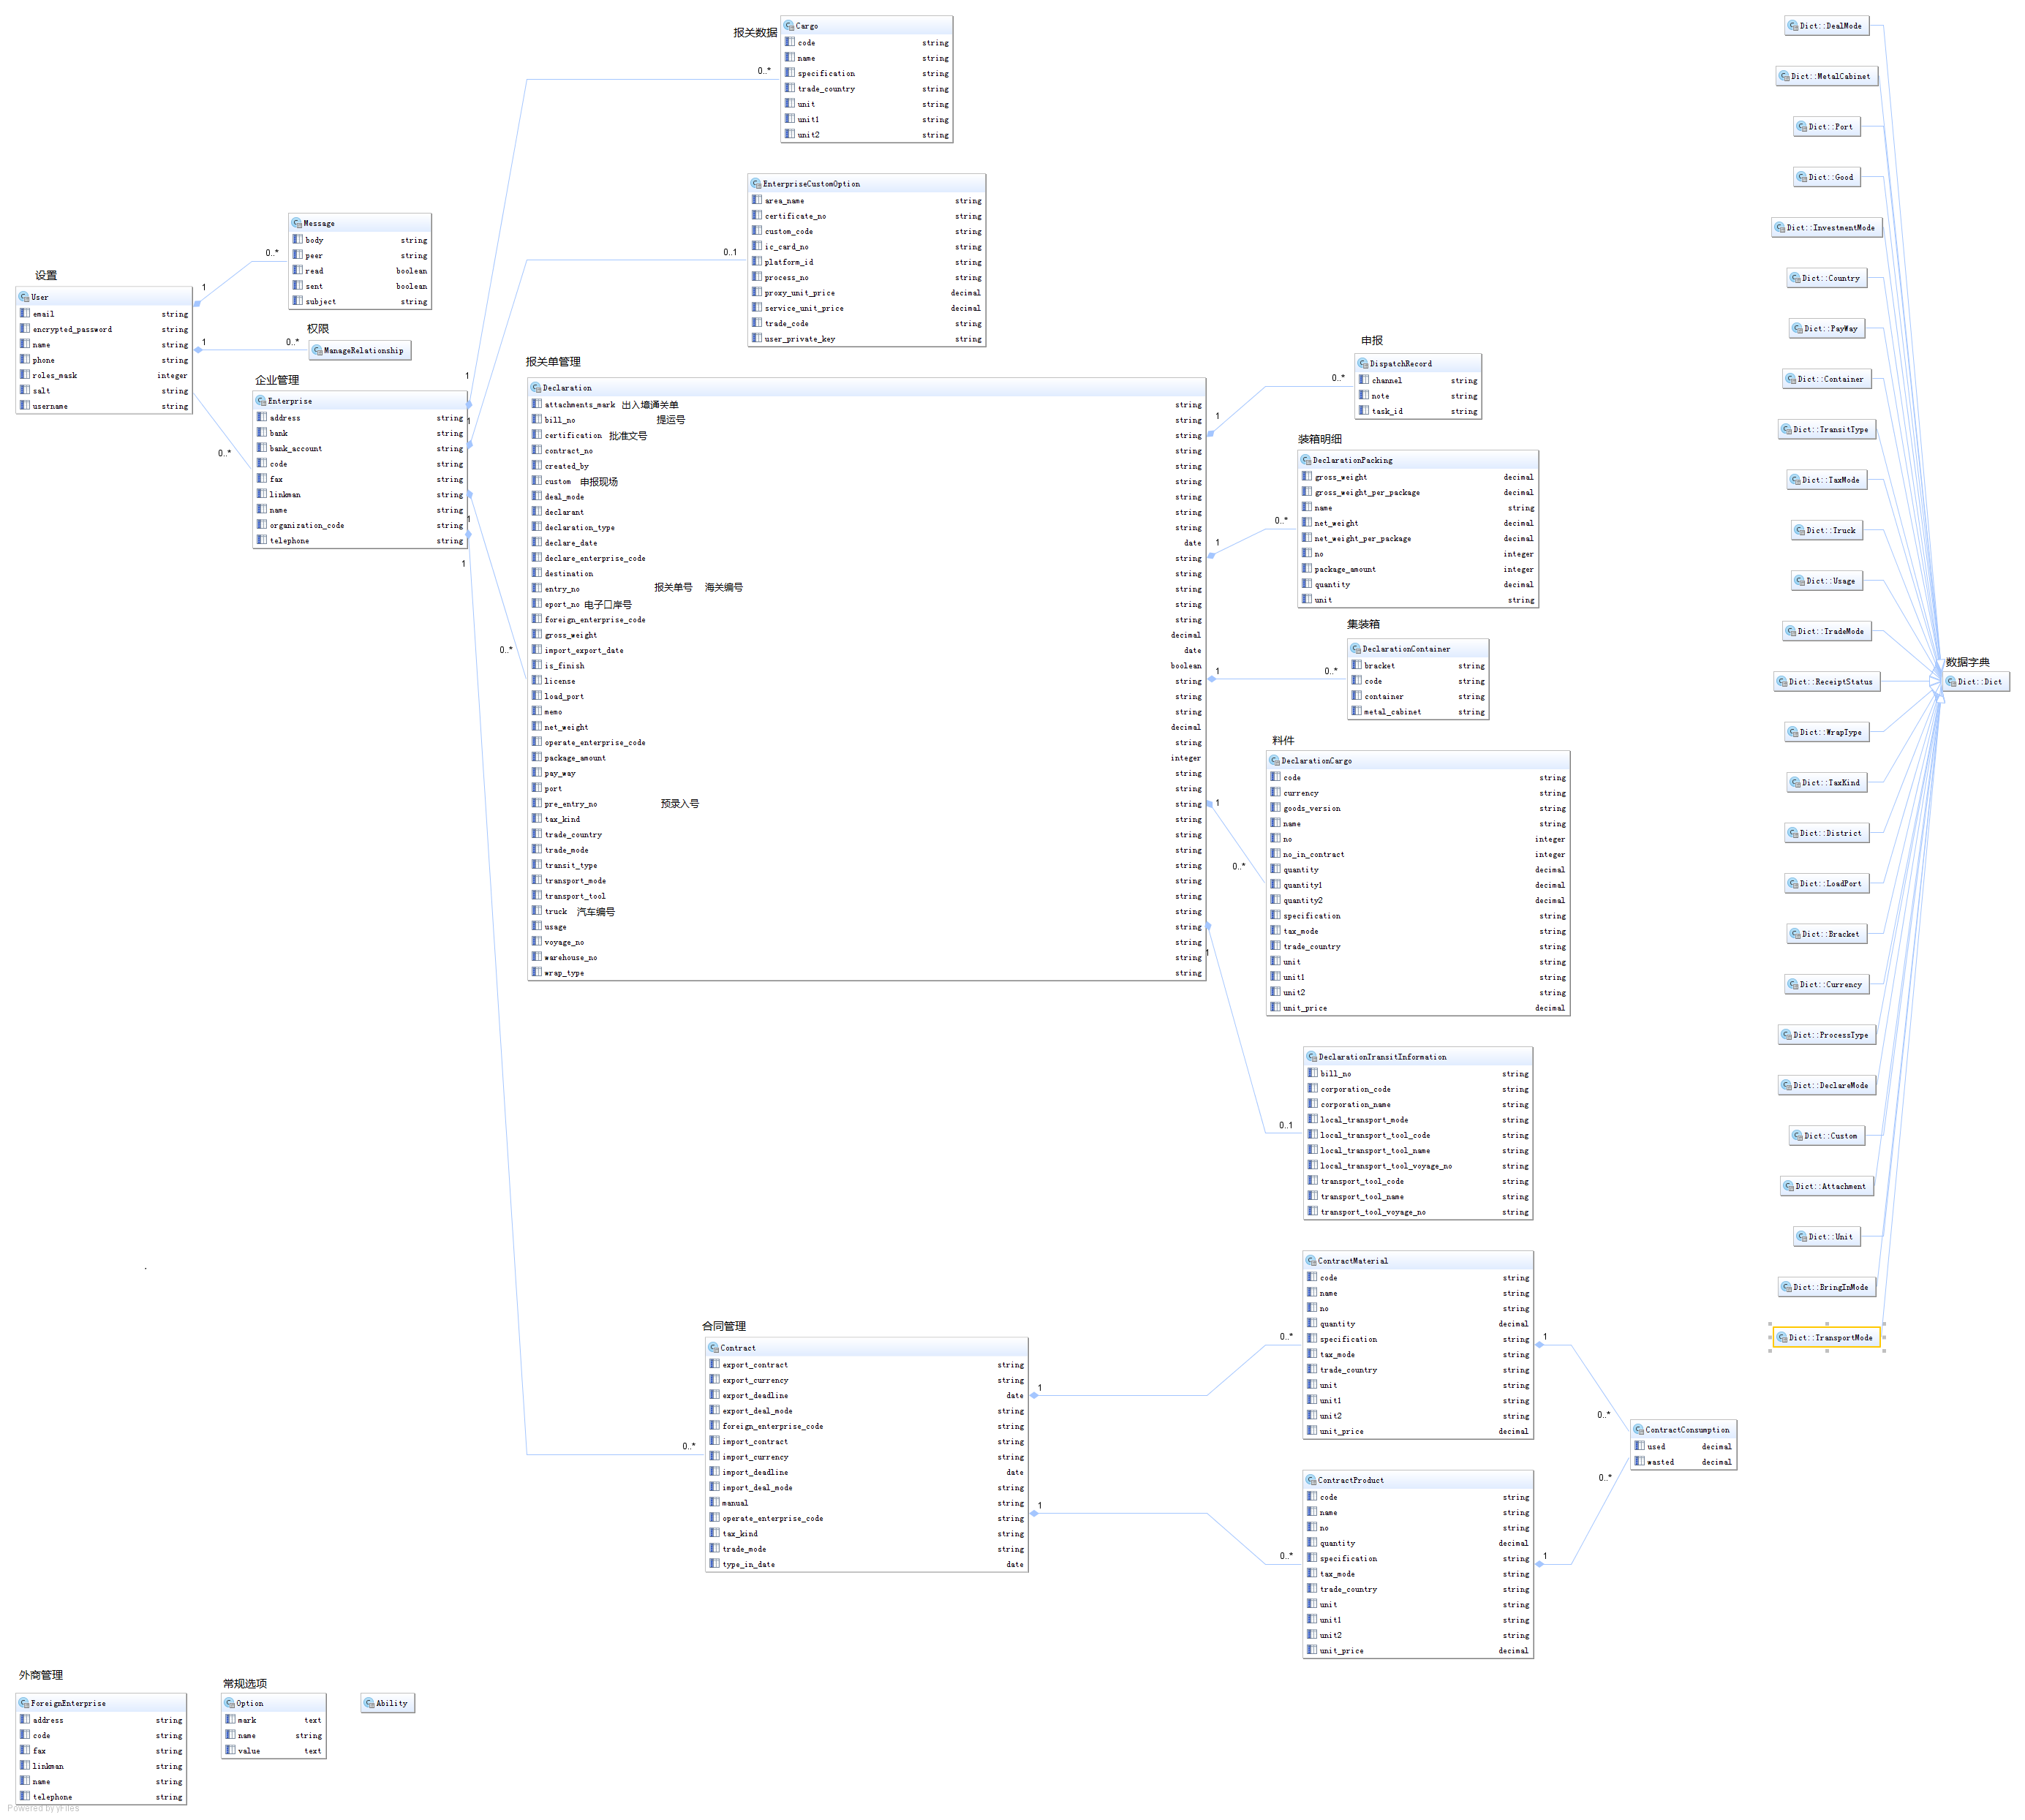 报关数据
Cargo
code string
name string
specification string
trade_country string
unit string
unit1 string
unit2 string
0..*
EnterpriseCustomOption
area_name string
certificate_no string
custom_code string
ic_card_no string
platform_id string
process_no string
proxy_unit_price decimal
service_unit_price decimal
trade_code string
user_private_key string
0..1
Message
body string
peer string
read boolean
sent boolean
subject string
0..*
1
设置
User
email string
encrypted_password string
name string
phone string
roles_mask integer
salt string
username string
1
0..*
权限
ManageRelationship
0..*
企业管理
Enterprise
address string
bank string
bank_account string
code string
fax string
linkman string
name string
organization_code string
telephone string
1
1
1
1
报关单管理
Declaration
attachments_mark 出入境通关单 string
bill_no 提运号 string
certification 批准文号 string
contract_no string
created_by string
custom 申报现场 string
deal_mode string
declarant string
declaration_type string
declare_date date
declare_enterprise_code string
destination string
entry_no 报关单号 海关编号 string
eport_no 电子口岸号 string
foreign_enterprise_code string
gross_weight decimal
import_export_date date
is_finish boolean
license string
load_port string
memo string
net_weight decimal
operate_enterprise_code string
package_amount integer
pay_way string
port string
pre_entry_no 预录入号 string
tax_kind string
trade_country string
trade_mode string
transit_type string
transport_mode string
transport_tool string
truck 汽车编号 string
usage string
voyage_no string
warehouse_no string
wrap_type string
0..*
申报
DispatchRecord
channel string
note string
task_id string
0..*
1
装箱明细
DeclarationPacking
gross_weight decimal
gross_weight_per_package decimal
name string
net_weight decimal
net_weight_per_package decimal
no integer
package_amount integer
quantity decimal
unit string
0..*
1
集装箱
DeclarationContainer
bracket string
code string
container string
metal_cabinet string
1
0..*
料件
DeclarationCargo
code string
currency string
goods_version string
name string
no integer
no_in_contract integer
quantity decimal
quantity1 decimal
quantity2 decimal
specification string
tax_mode string
trade_country string
unit string
unit1 string
unit2 string
unit_price decimal
1
0..*
DeclarationTransitInformation
bill_no string
corporation_code string
corporation_name string
local_transport_mode string
local_transport_tool_code string
local_transport_tool_name string
local_transport_tool_voyage_no string
transport_tool_code string
transport_tool_name string
transport_tool_voyage_no string
1
0..1
合同管理
Contract
export_contract string
export_currency string
export_deadline date
export_deal_mode string
foreign_enterprise_code string
import_contract string
import_currency string
import_deadline date
import_deal_mode string
manual string
operate_enterprise_code string
tax_kind string
trade_mode string
type_in_date date
0..*
1
1
ContractMaterial
code string
name string
no string
quantity decimal
specification string
tax_mode string
trade_country string
unit string
unit1 string
unit2 string
unit_price decimal
0..*
1
ContractProduct
code string
name string
no string
quantity decimal
specification string
tax_mode string
trade_country string
unit string
unit1 string
unit2 string
unit_price decimal
0..*
1
ContractConsumption
used decimal
wasted decimal
0..*
0..*
Dict::DealMode
Dict::MetalCabinet
Dict::Port
Dict::Good
Dict::InvestmentMode
Dict::Country
Dict::PayWay
Dict::Container
Dict::TransitType
Dict::TaxMode
Dict::Truck
Dict::Usage
Dict::TradeMode
Dict::ReceiptStatus
Dict::WrapType
Dict::TaxKind
Dict::District
Dict::LoadPort
Dict::Bracket
Dict::Currency
Dict::ProcessType
Dict::DeclareMode
Dict::Custom
Dict::Attachment
Dict::Unit
Dict::BringInMode
Dict::TransportMode
数据字典
Dict::Dict
外商管理
ForeignEnterprise
address string
code string
fax string
linkman string
name string
telephone string
常规选项
Option
mark text
name string
value text
Ability
Powered by yFiles